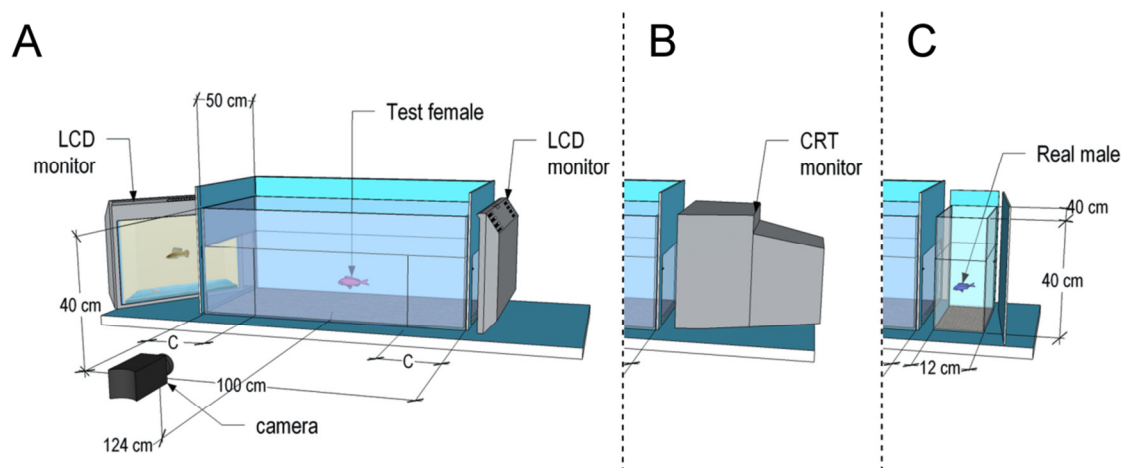 A
B
C
50 cm
Test female
LCD
monitor
LCD
monitor
CRT
monitor
Real male
40 cm
40 cm
40 cm
C
C
100 cm
12 cm
camera
124 cm